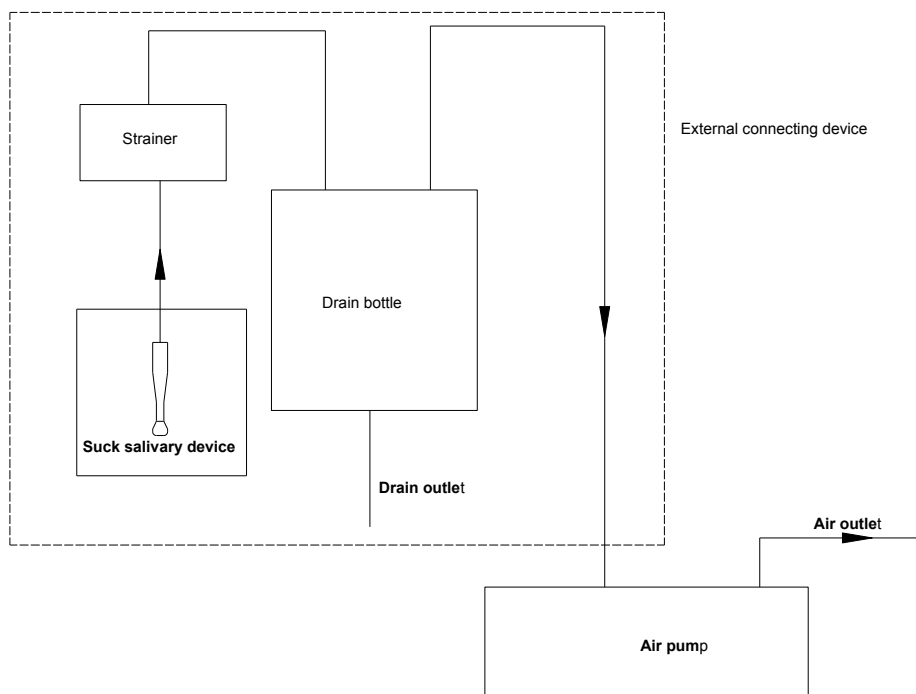 Strainer
External connecting device
Drain bottle
Suck salivary device
Drain outlet
Air outlet
Air pump